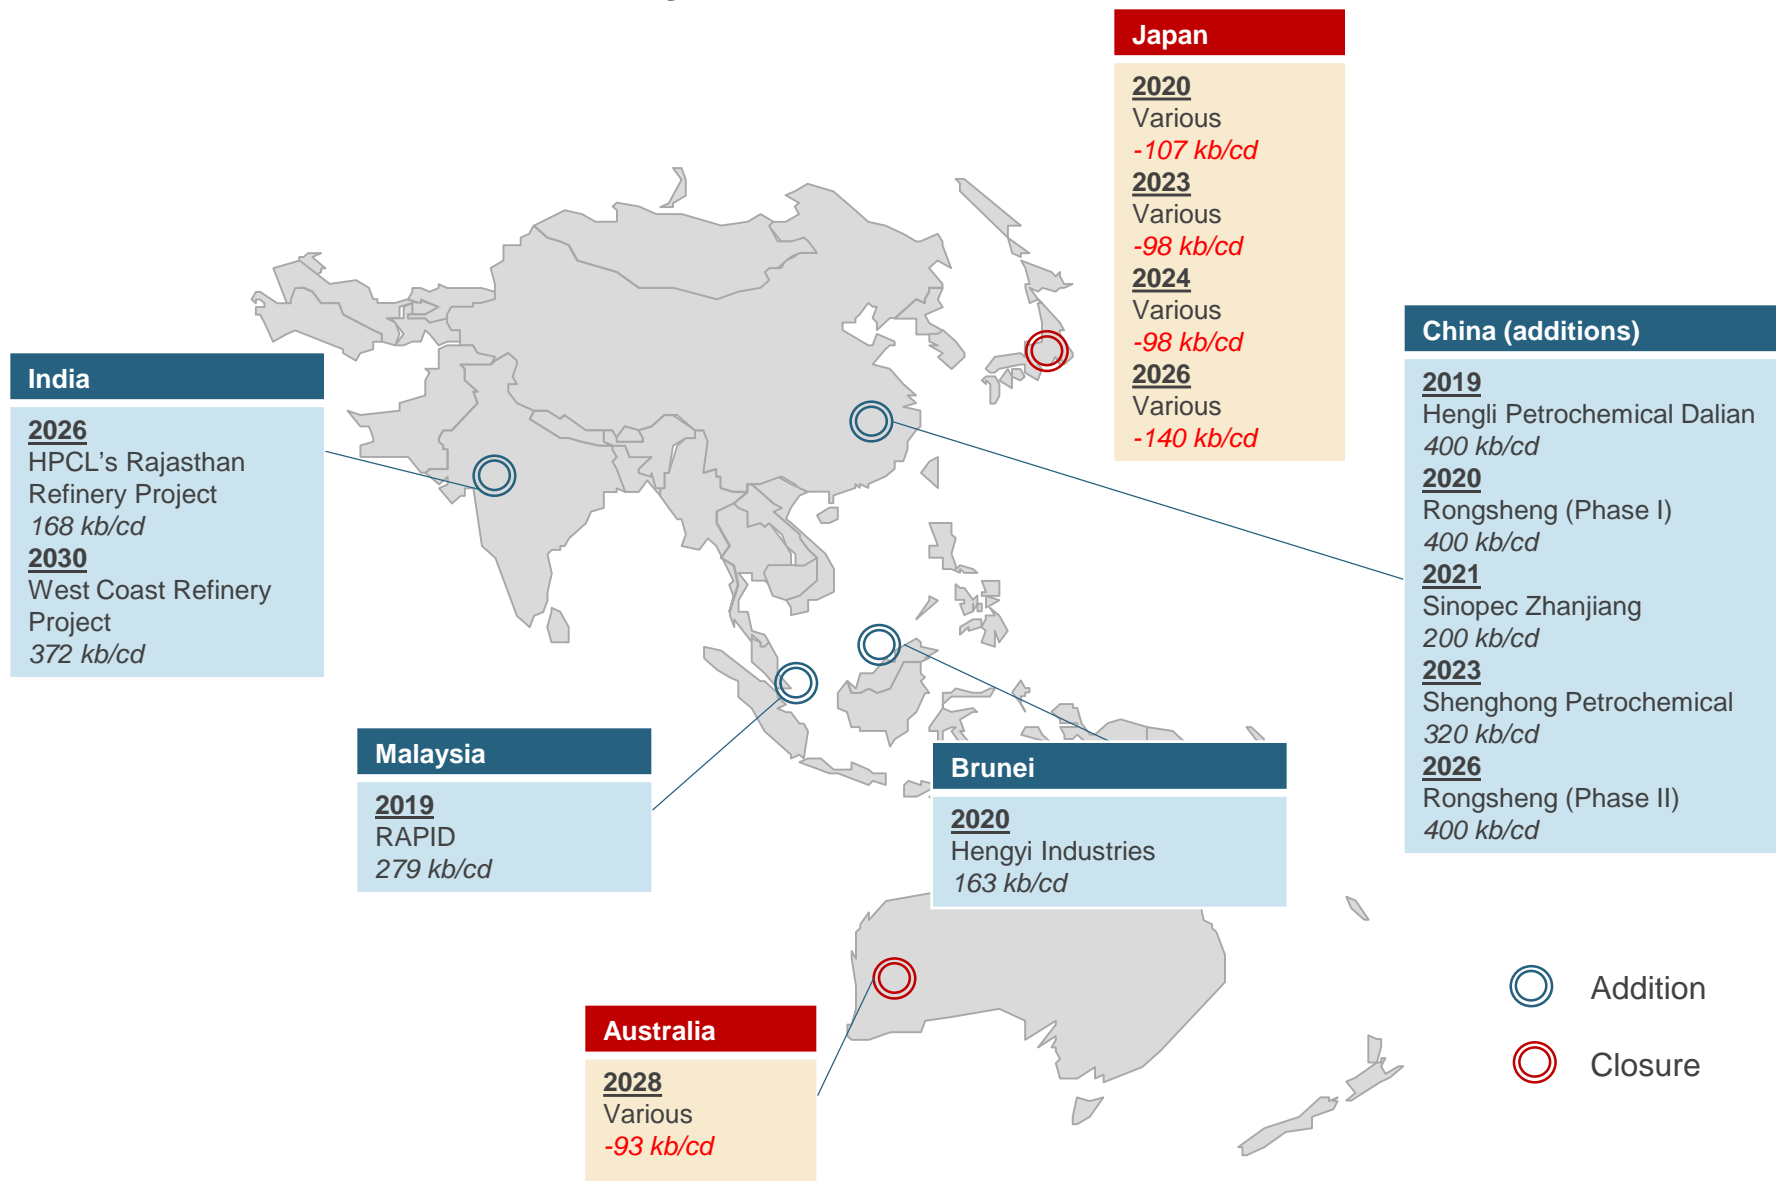 Japan
2020
Various
-107 kb/cd
2023
Various
-98 kb/cd
2024
Various
-98 kb/cd
2026
Various
-140 kb/cd
China (additions)
2019
Hengli Petrochemical Dalian
400 kb/cd
2020
Rongsheng (Phase I)
400 kb/cd
2021
Sinopec Zhanjiang
200 kb/cd
2023
Shenghong Petrochemical
320 kb/cd
2026
Rongsheng (Phase II)
400 kb/cd
India
2026
HPCL’s Rajasthan
Refinery Project
168 kb/cd
2030
West Coast Refinery
Project
372 kb/cd
Malaysia
2019
RAPID
279 kb/cd
Brunei
2020
Hengyi Industries
163 kb/cd
Australia
2028
Various
-93 kb/cd
Addition
Closure